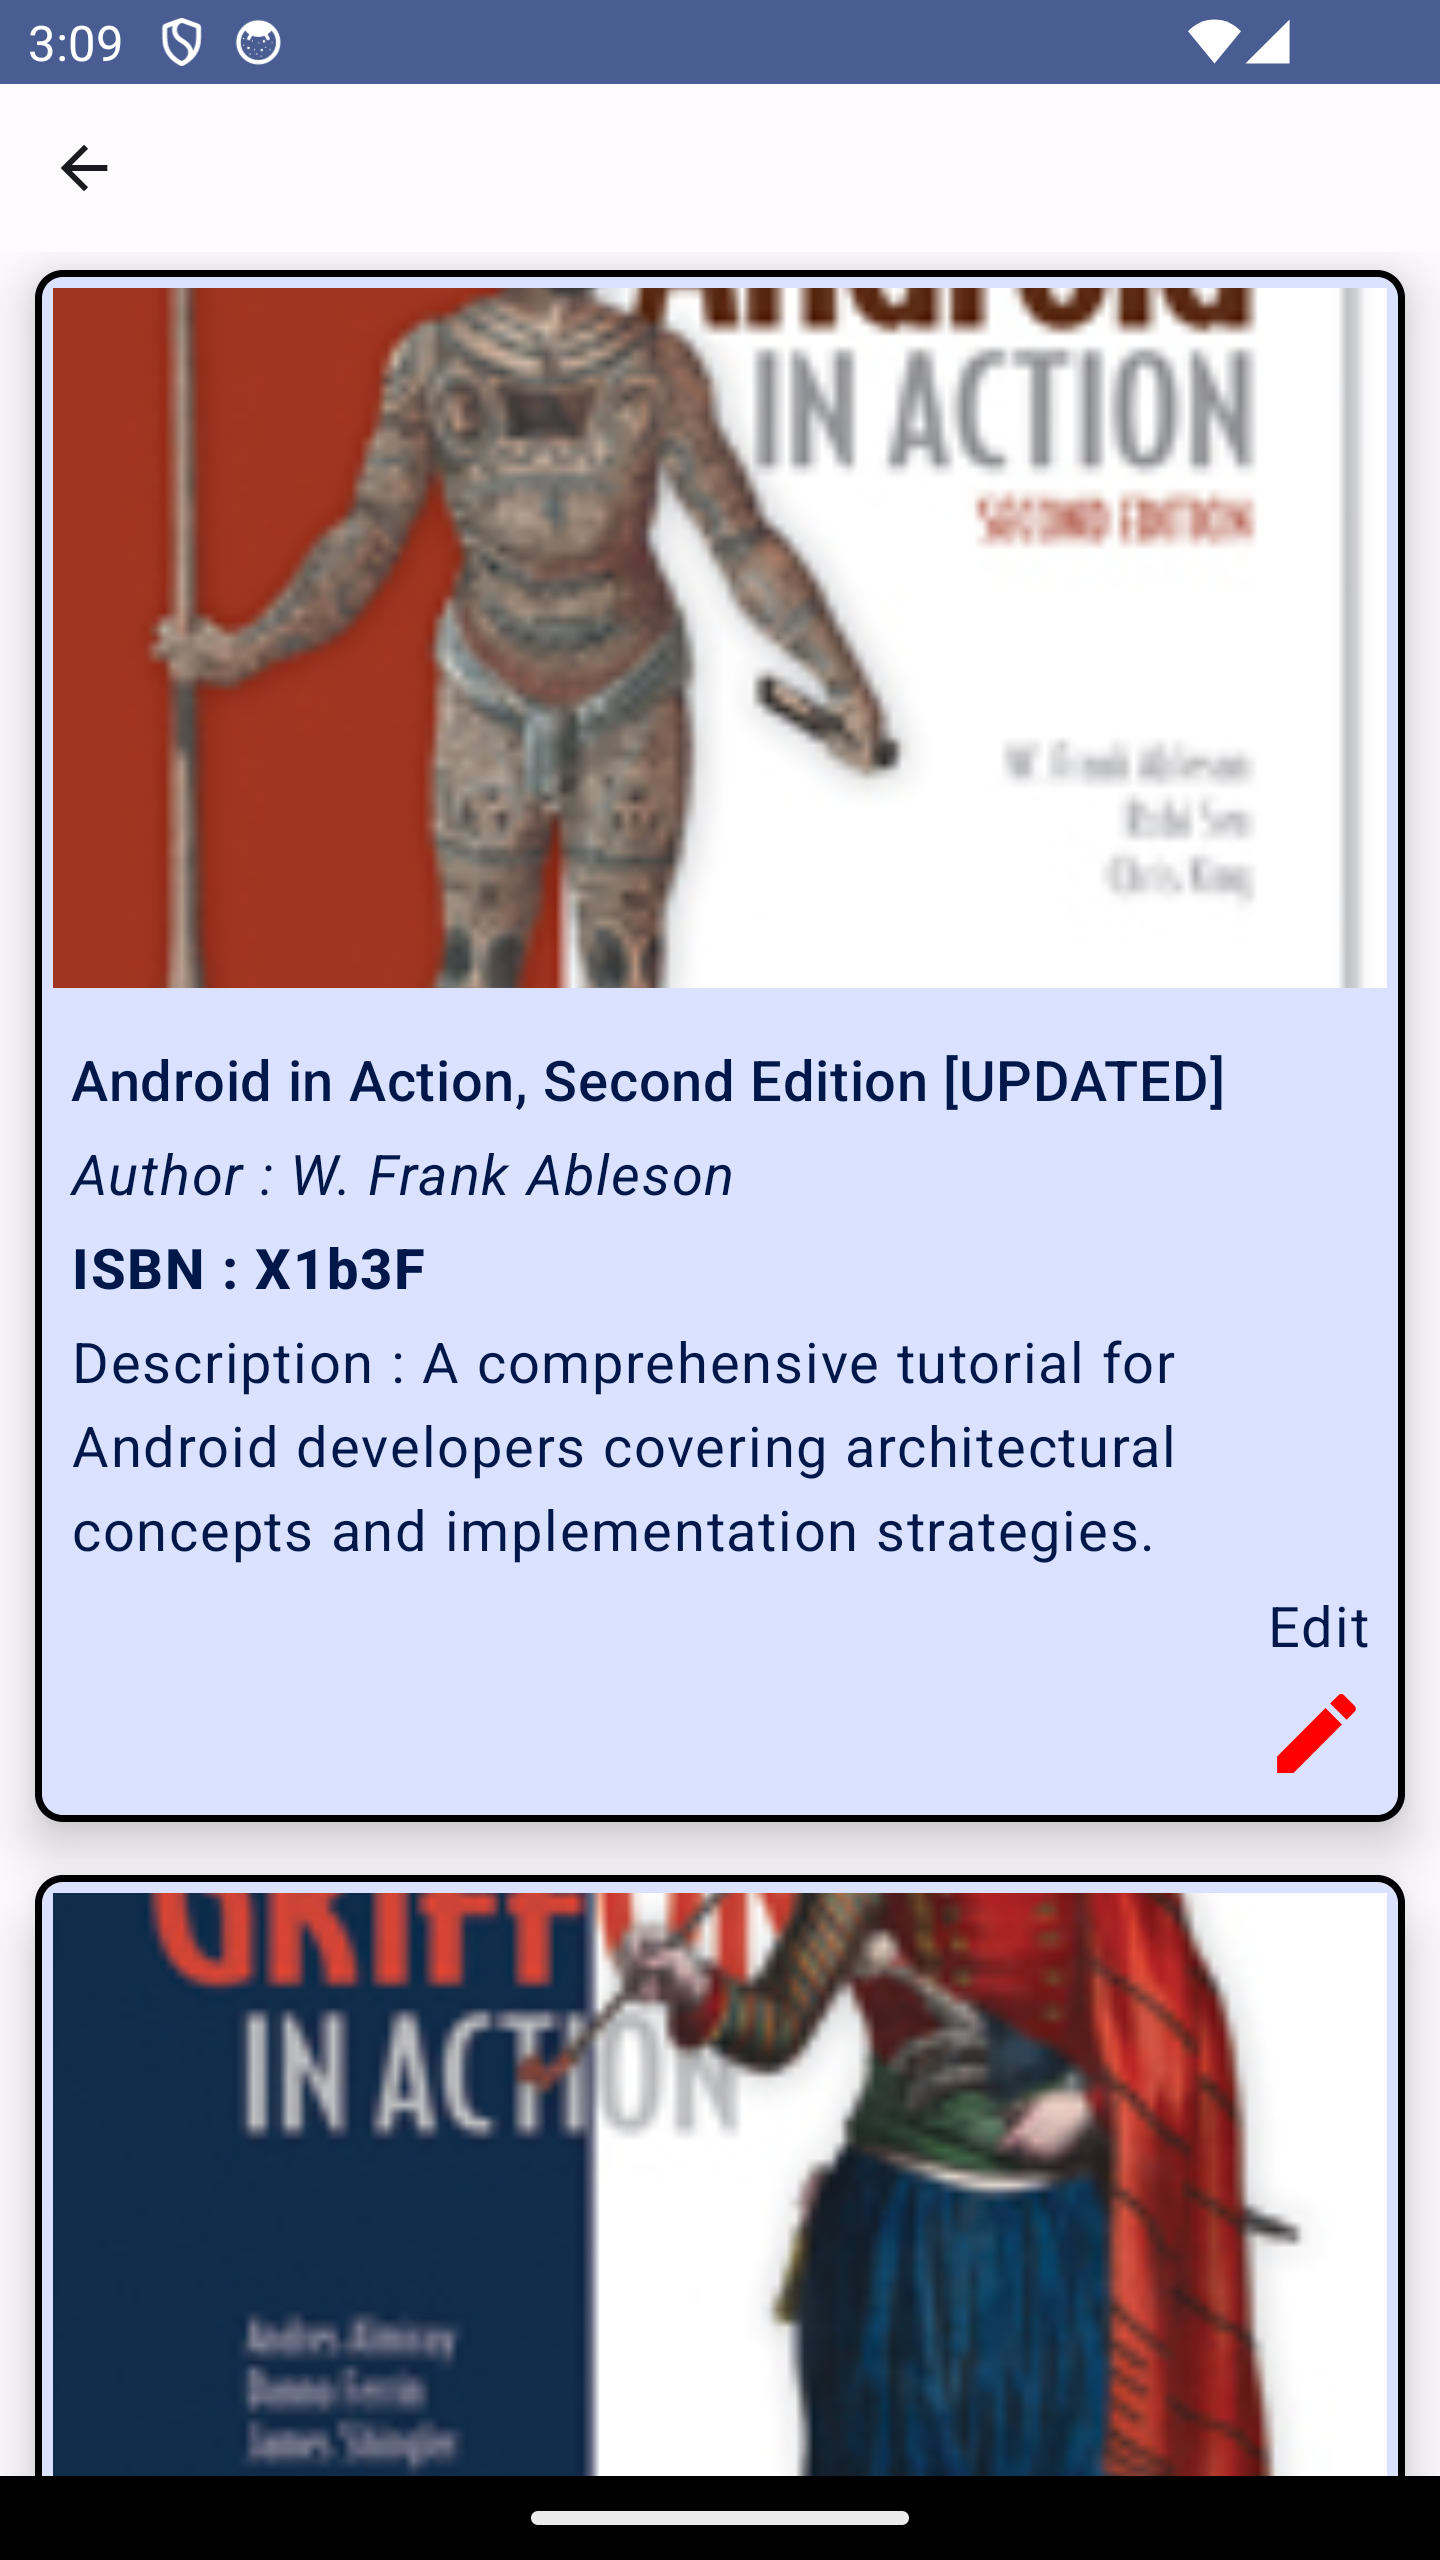 3:09
Android
IN ACTION
SECOND EDITION
W. Frank Ableson
Robi Sen
Chris King
Android in Action, Second Edition [UPDATED]
Author : W. Frank Ableson
ISBN : X1b3F
Description : A comprehensive tutorial for
Android developers covering architectural
concepts and implementation strategies.
Edit
GRIFFON
IN ACTION
Andres Almiray
Danno Ferrin
James Shingler